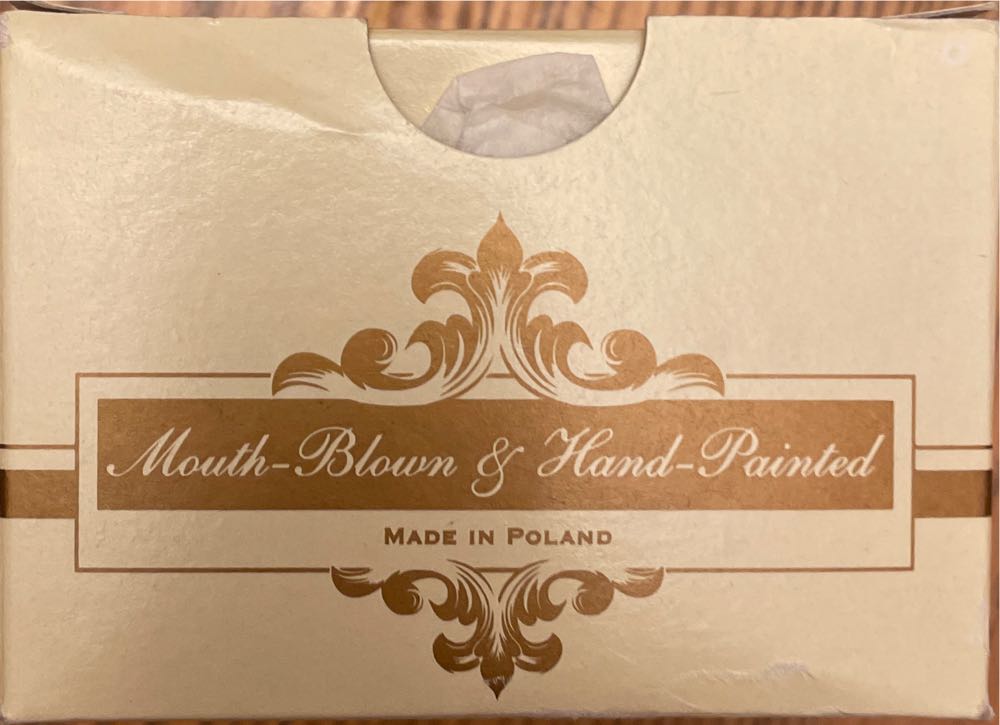 Mouth-Blown & Hand-Painted
Made in Poland